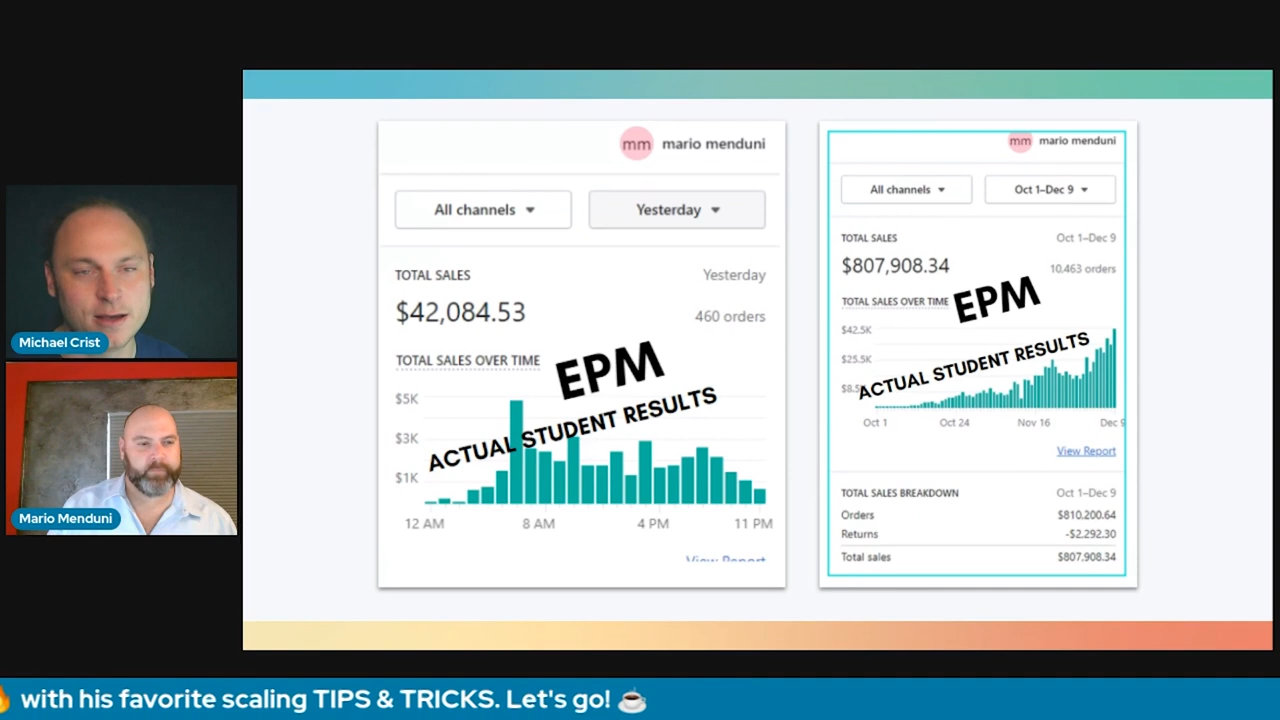 Michael Crist
Mario Menduni
mm mario menduni
All channels
Yesterday
TOTAL SALES Yesterday
$42,084.53 460 orders
TOTAL SALES OVER TIME
EPM
ACTUAL STUDENT RESULTS
$5K
$3K
$1K
12 AM 8 AM 4 PM 11 PM
View Report
mm mario menduni
All channels
Oct 1–Dec 9
TOTAL SALES Oct 1–Dec 9
$807,908.34 10,463 orders
TOTAL SALES OVER TIME
EPM
ACTUAL STUDENT RESULTS
$42.5K
$25.5K
Oct 1 Oct 24 Nov 16 Dec 9
View Report
TOTAL SALES BREAKDOWN Oct 1–Dec 9
Orders $810,200.64
Returns -$2,292.30
Total sales $807,908.34
🔥 with his favorite scaling TIPS & TRICKS. Let's go! ☕